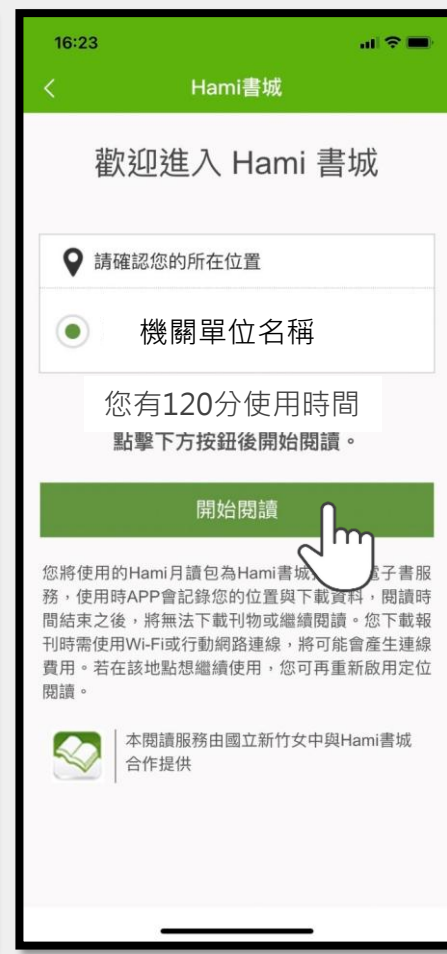 16:23
Hami書城
歡迎進入 Hami 書城
請確認您的所在位置
機關單位名稱
您有120分使用時間
點擊下方按鈕後開始閱讀。
開始閱讀
您將使用的Hami月讀包為Hami書城 電子書服
務,使用時APP會記錄您的位置與下載資料,閱讀時
間結束之後,將無法下載刊物或繼續閱讀。您下載報
刊時需使用Wi-Fi或行動網路連線,將可能會產生連線
費用。若在該地點想繼續使用,您可再重新啟用定位
閱讀。
本閱讀服務由國立新竹女中與Hami書城
合作提供